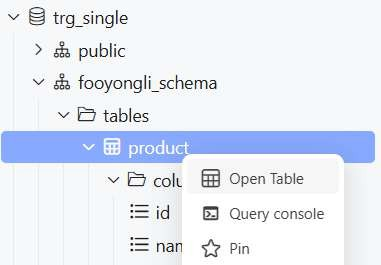 trg_single
public
fooyongli_schema
tables
product
Open Table
id
Query console
Pin